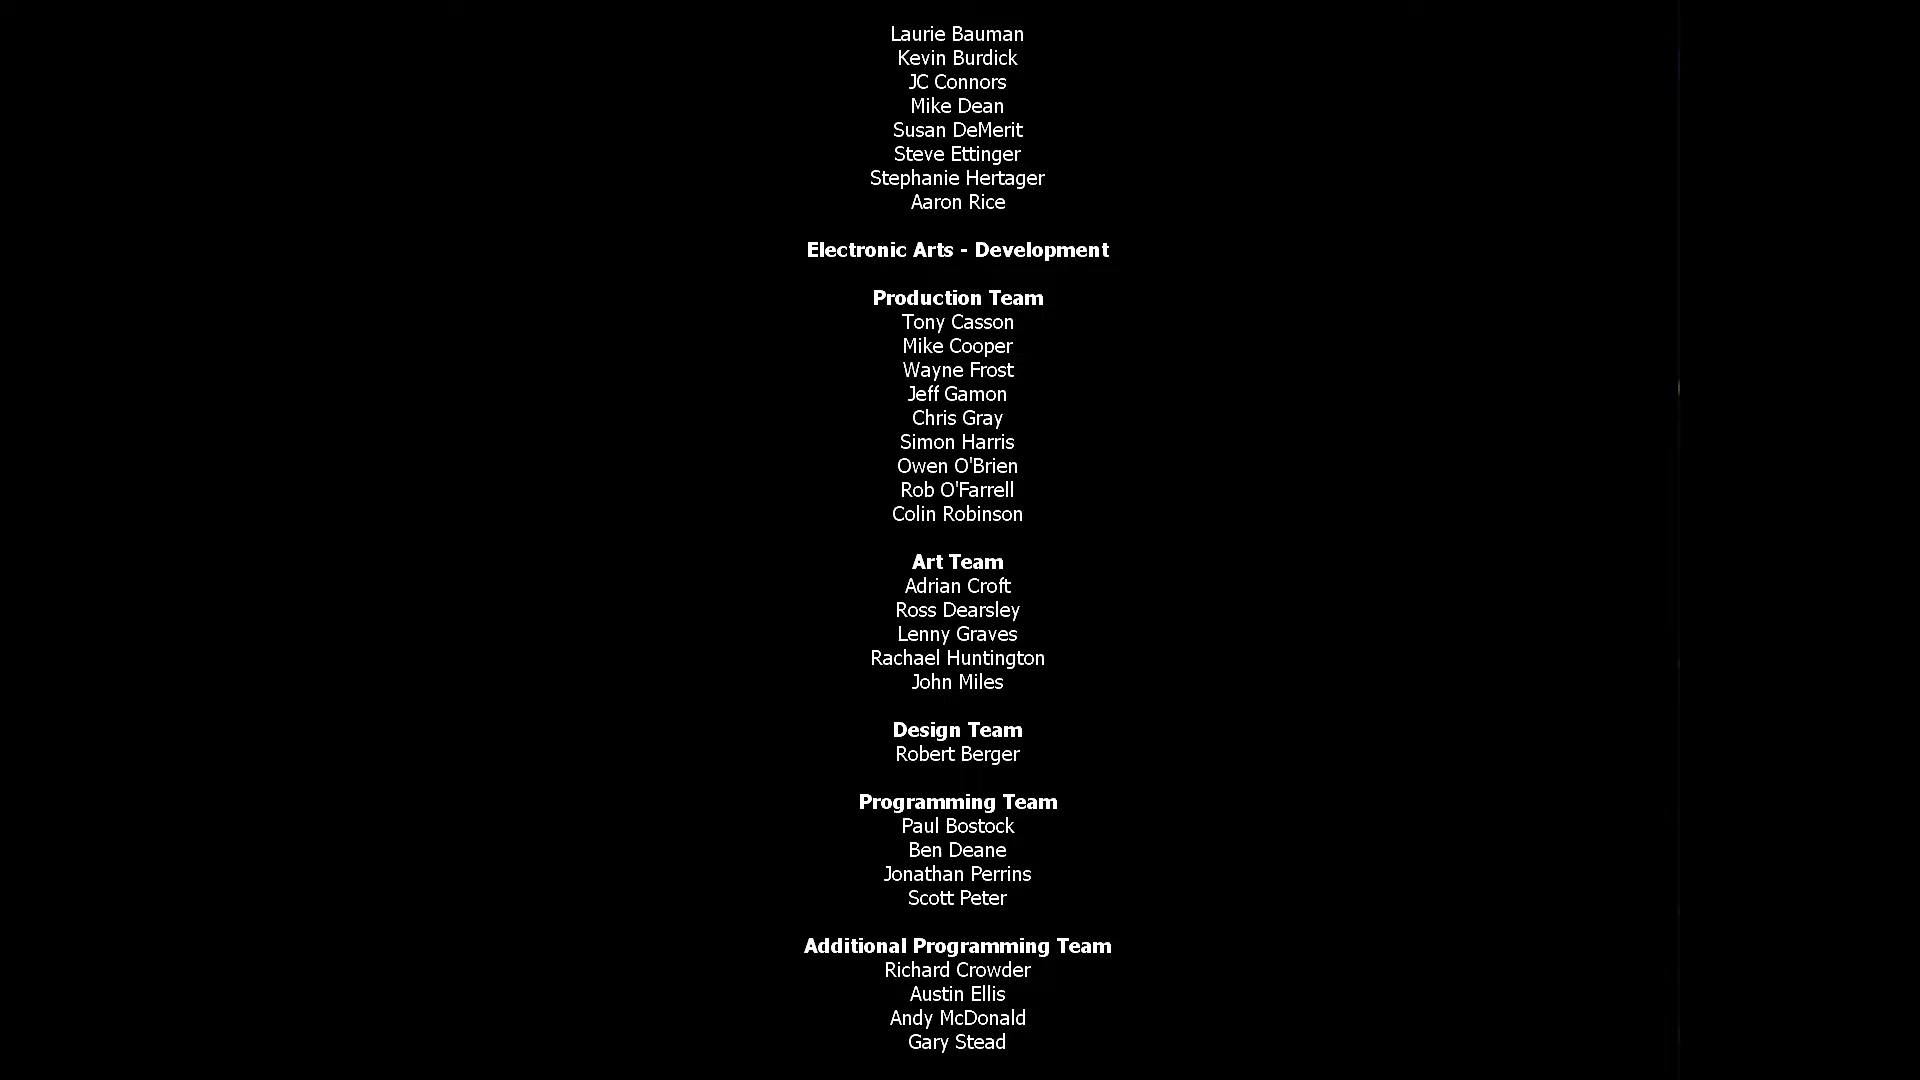 Laurie Bauman
Kevin Burdick
JC Connors
Mike Dean
Susan DeMerit
Steve Ettinger
Stephanie Hertager
Aaron Rice
Electronic Arts - Development
Production Team
Tony Casson
Mike Cooper
Wayne Frost
Jeff Gamon
Chris Gray
Simon Harris
Owen O'Brien
Rob O'Farrell
Colin Robinson
Art Team
Adrian Croft
Ross Dearsley
Lenny Graves
Rachael Huntington
John Miles
Design Team
Robert Berger
Programming Team
Paul Bostock
Ben Deane
Jonathan Perrins
Scott Peter
Additional Programming Team
Richard Crowder
Austin Ellis
Andy McDonald
Gary Stead